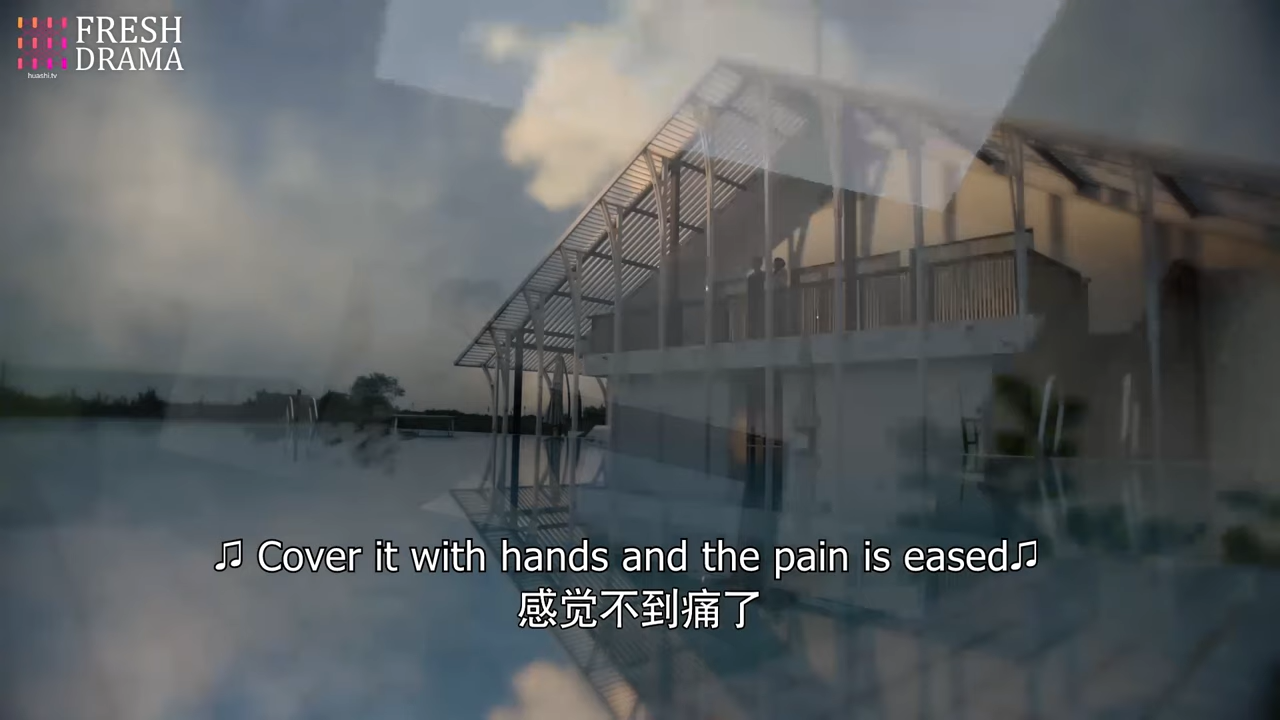 FRESH
DRAMA
huashi.tv
♫ Cover it with hands and the pain is eased♫
感觉不到痛了